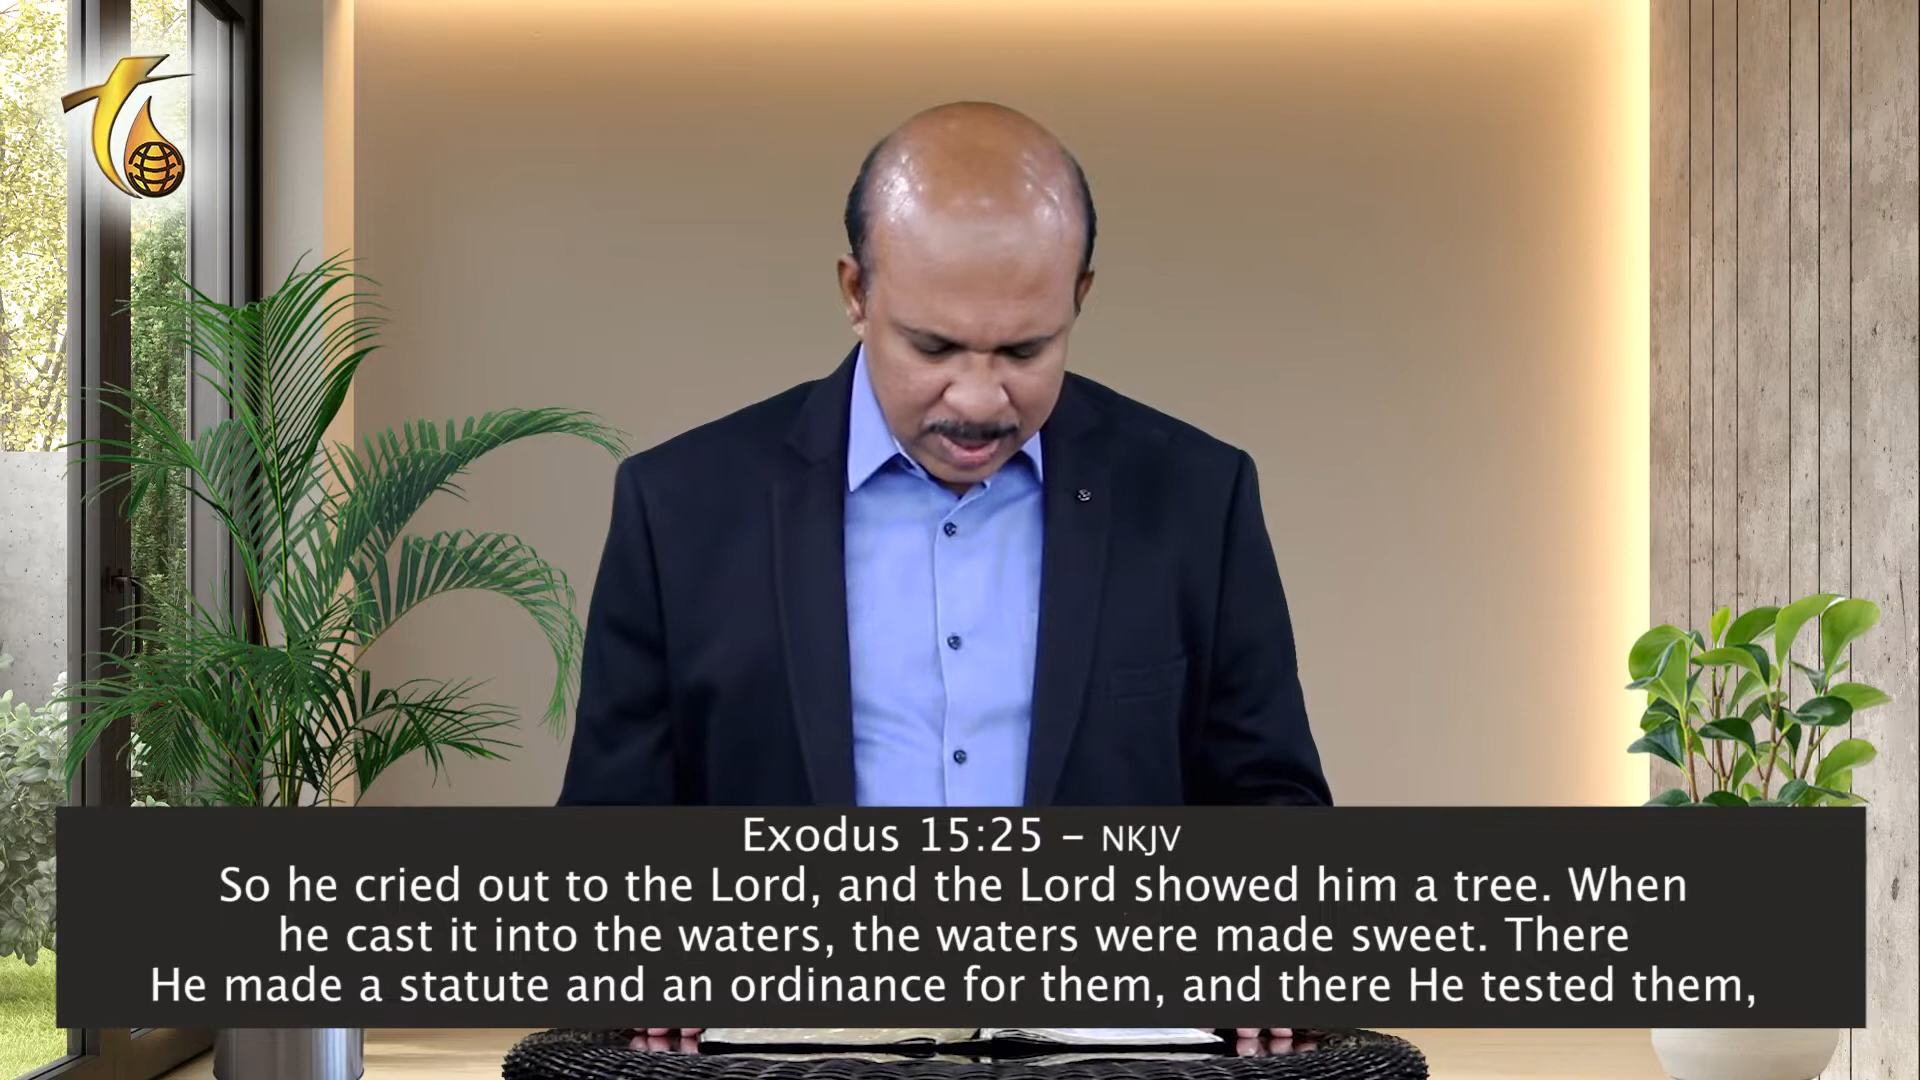 Exodus 15:25 – NKJV
So he cried out to the Lord, and the Lord showed him a tree. When
he cast it into the waters, the waters were made sweet. There
He made a statute and an ordinance for them, and there He tested them,